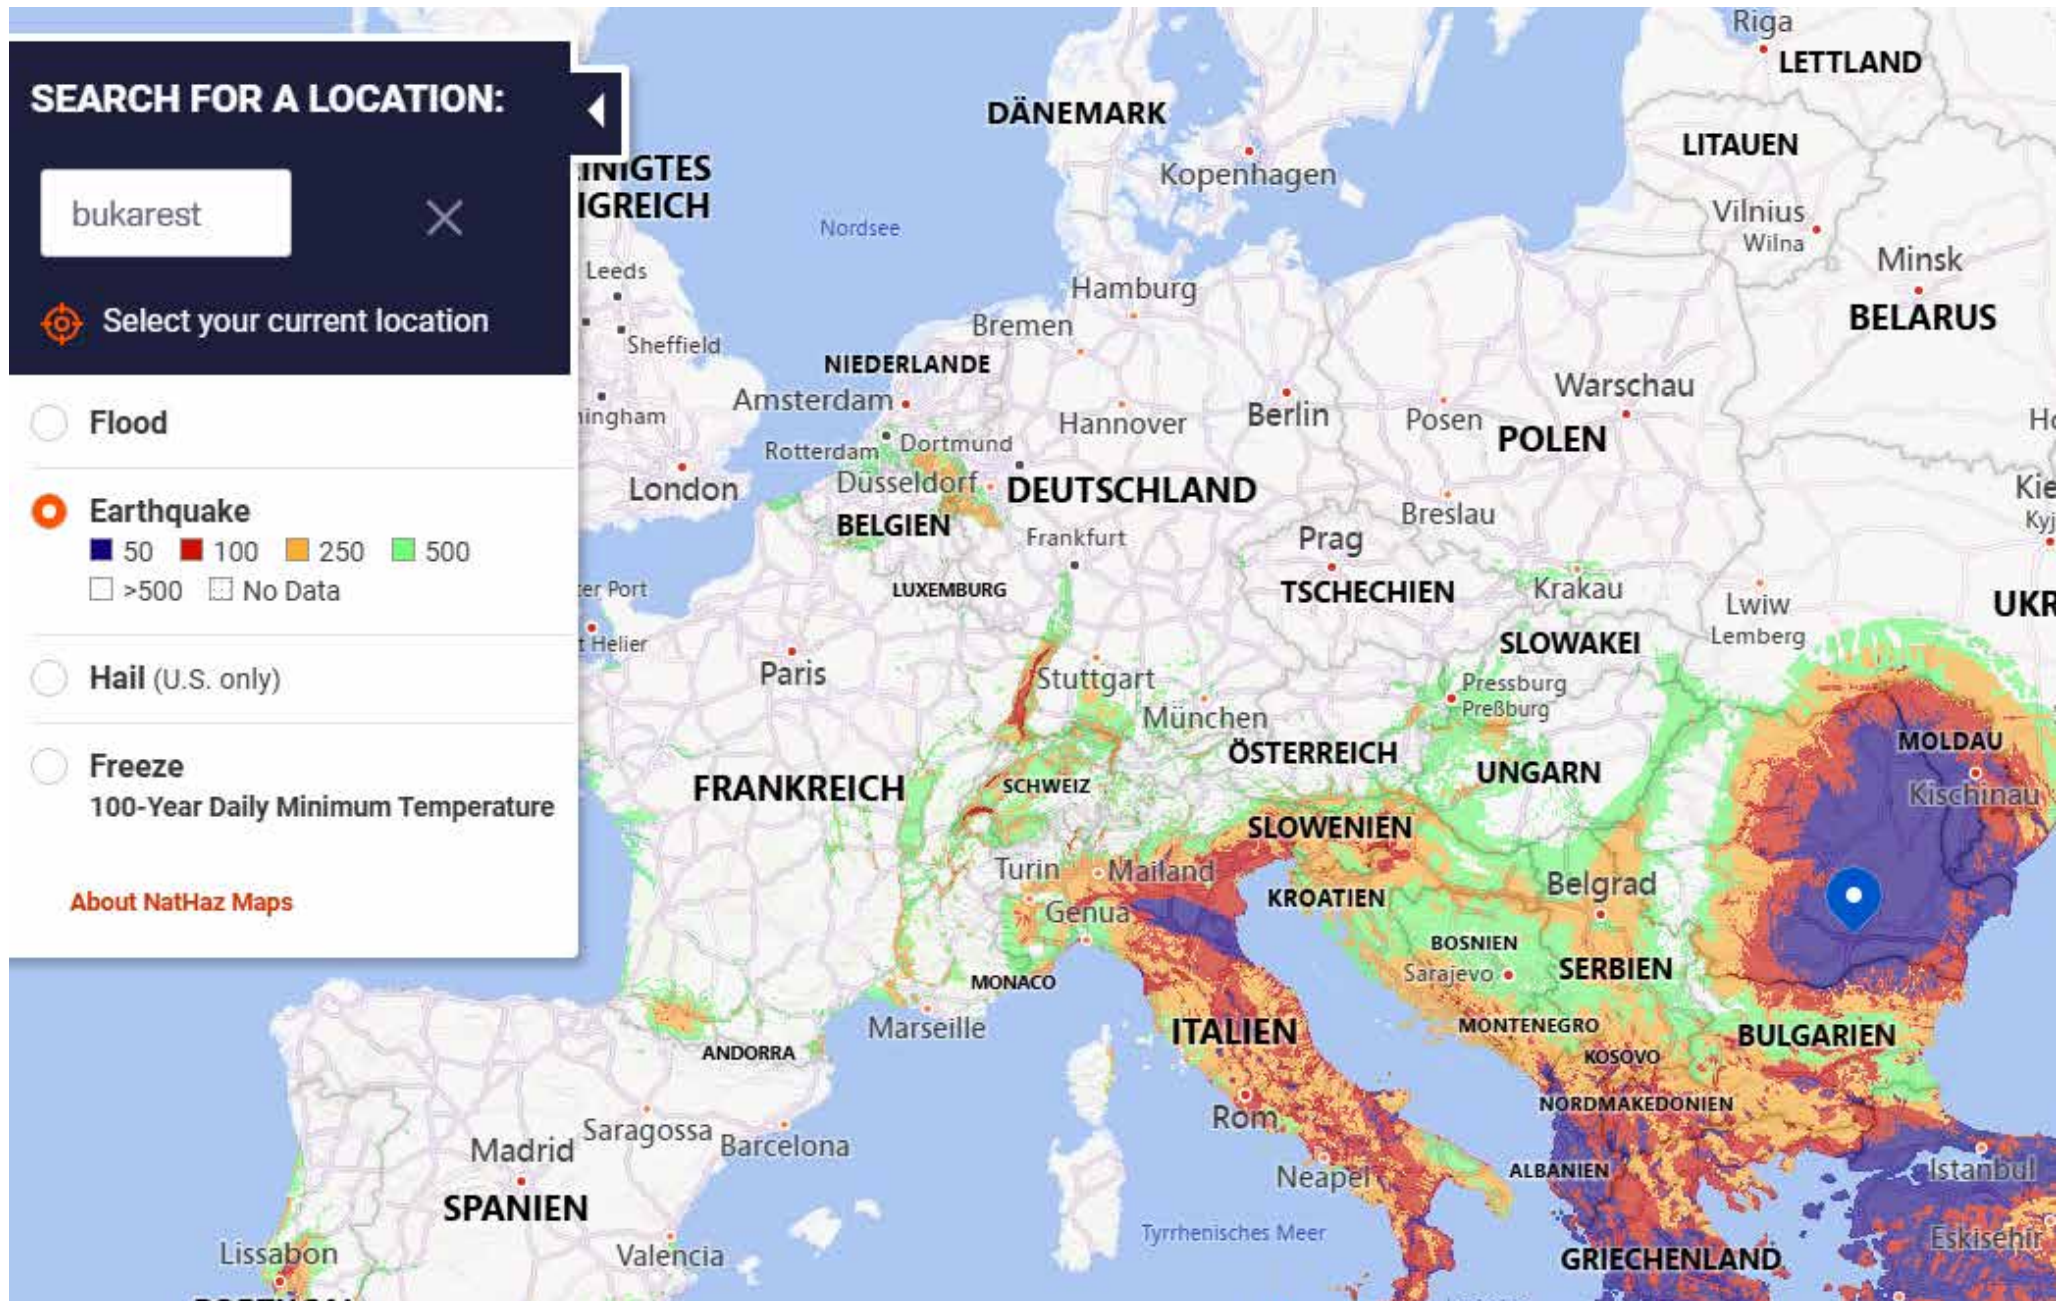 SEARCH FOR A LOCATION:
bukarest
Select your current location
Flood
Earthquake
50 100 250 500
>500 No Data
Hail (U.S. only)
Freeze
100-Year Daily Minimum Temperature
About NatHaz Maps
Riga
LETTLAND
DÄNEMARK
LITAUEN
Kopenhagen
Vilnius
Wilna
Nordsee
Minsk
BELARUS
Leeds
Hamburg
Bremen
Sheffield
NIEDERLANDE
Amsterdam
Warschau
Hannover
Berlin
Posen
POLEN
Rotterdam
Dortmund
London
Düsseldorf
DEUTSCHLAND
BELGIEN
Breslau
Frankfurt
Prag
LUXEMBURG
TSCHECHIEN
Krakau
Lwiw
Lemberg
Helier
SLOWAKEI
Paris
Stuttgart
Pressburg
Preßburg
München
ÖSTERREICH
MOLDAU
UNGARN
FRANKREICH
SCHWEIZ
Kischinau
SLOWENIEN
Turin
Mailand
Belgrad
KROATIEN
Genua
BOSNIEN
Sarajevo
SERBIEN
MONACO
Marseille
ITALIEN
MONTENEGRO
BULGARIEN
ANDORRA
KOSOVO
NORDMAKEDONIEN
Rom
Saragossa
Barcelona
Madrid
Neapel
ALBANIEN
Istanbul
SPANIEN
Tyrrhenisches Meer
Eskisehir
Lissabon
Valencia
GRIECHENLAND